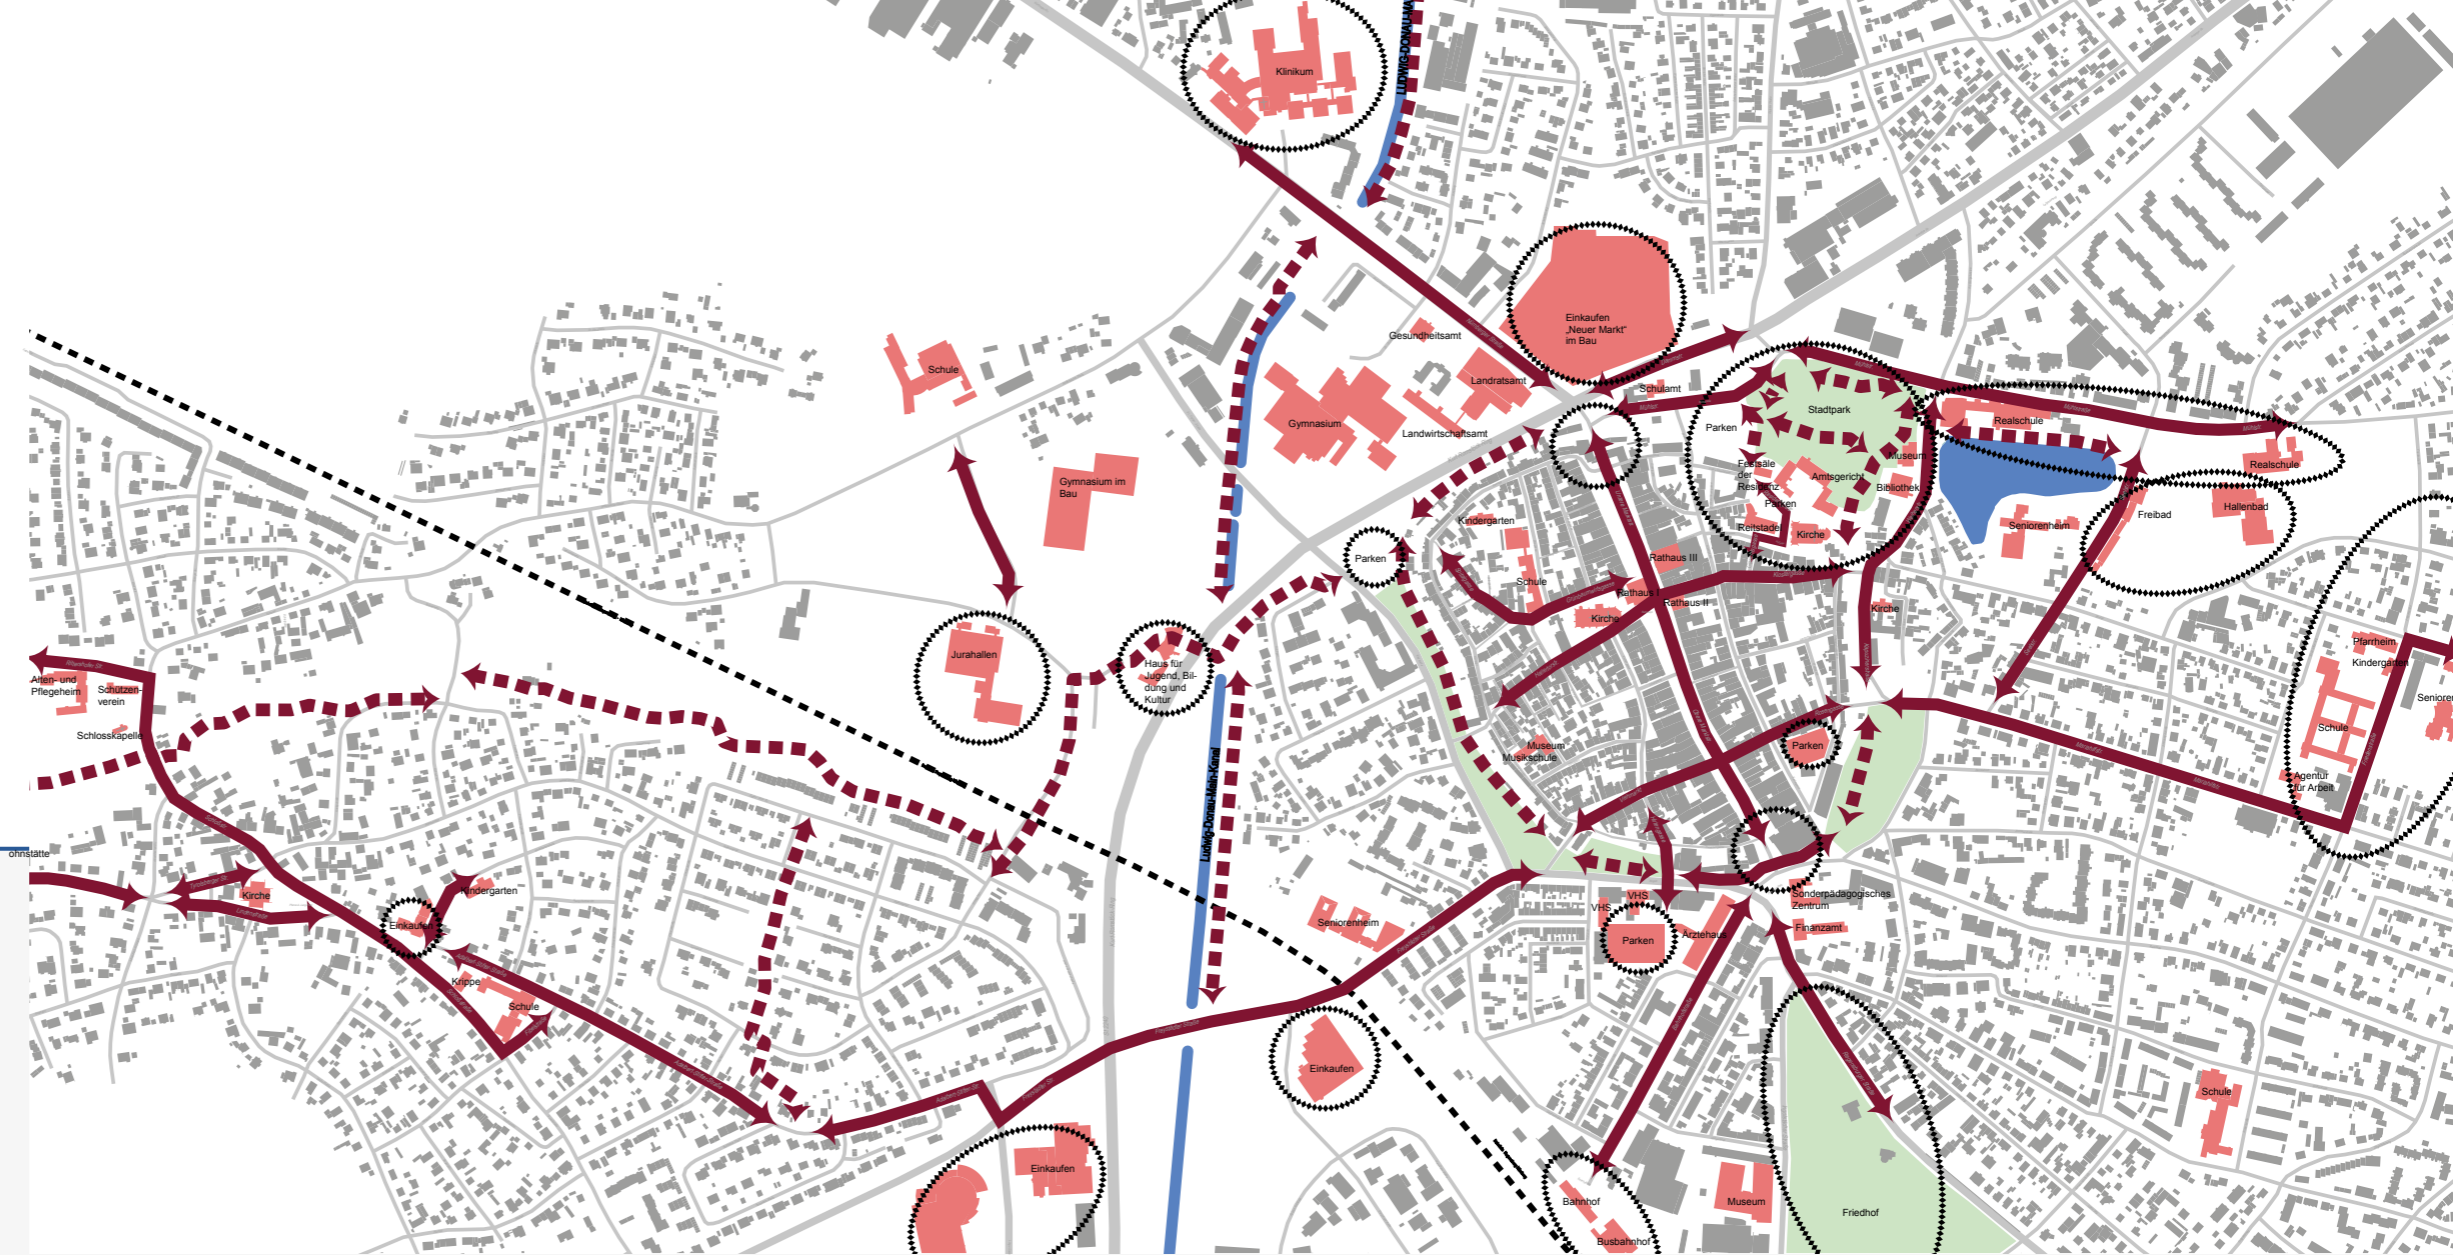 LUDWIG-DONAU-MA
Klinikum
Einkaufen
„Neuer Markt“
im Bau
Gesundheitsamt
Schule
Landratsamt
Schulamt
Stadtpark
Gymnasium
Landwirtschaftsamt
Parken
Realschule
Museum
Festsäle
der
Residenz
Realschule
Amtsgericht
Bibliothek
Gymnasium im
Bau
Parken
Hallenbad
Freibad
Kindergarten
Reitstadel
Kirche
Seniorenheim
Parken
Rathaus III
Schule
Rathaus I
Rathaus II
Kirche
Kirche
Pfarrheim
Kindergarten
Jurahallen
Haus für
Jugend, Bil-
dung und
Kultur
Alten- und
Pflegeheim
Schützen-
verein
Schlosskapelle
Senioren
Schule
Museum
Musikschule
Parken
Agentur
für Arbeit
Ludwig-Donau-Main-Kanal
ohnstätte
Kirche
Kindergarten
Einkaufen
Seniorenheim
VHS
VHS
Sonderpädagogisches
Zentrum
Finanzamt
Parken
Ärztehaus
Krippe
Schule
Einkaufen
Schule
Einkaufen
Bahnhof
Museum
Friedhof
Busbahnhof